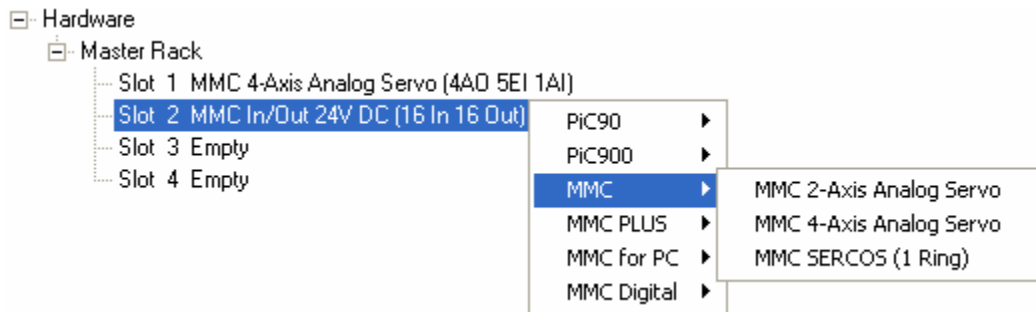 Hardware
Master Rack
Slot 1 MMC 4-Axis Analog Servo (4AO 5EI 1AI)
Slot 2 MMC In/Out 24V DC (16 In 16 Out)
Slot 3 Empty
Slot 4 Empty
PiC90
PiC900
MMC
MMC PLUS
MMC for PC
MMC Digital
MMC 2-Axis Analog Servo
MMC 4-Axis Analog Servo
MMC SERCOS (1 Ring)